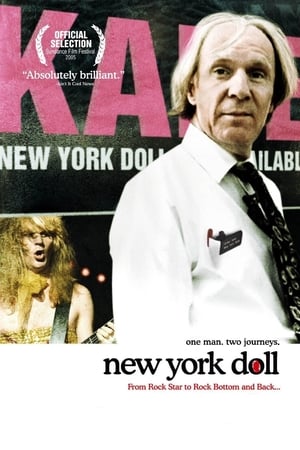 OFFICIAL
SELECTION
Sundance Film Festival
2005
"Absolutely brilliant."
Ain't It Cool News
KA
NEW YORK DOLL
AVAILABL
one man. two journeys.
new york doll
From Rock Star to Rock Bottom and Back...